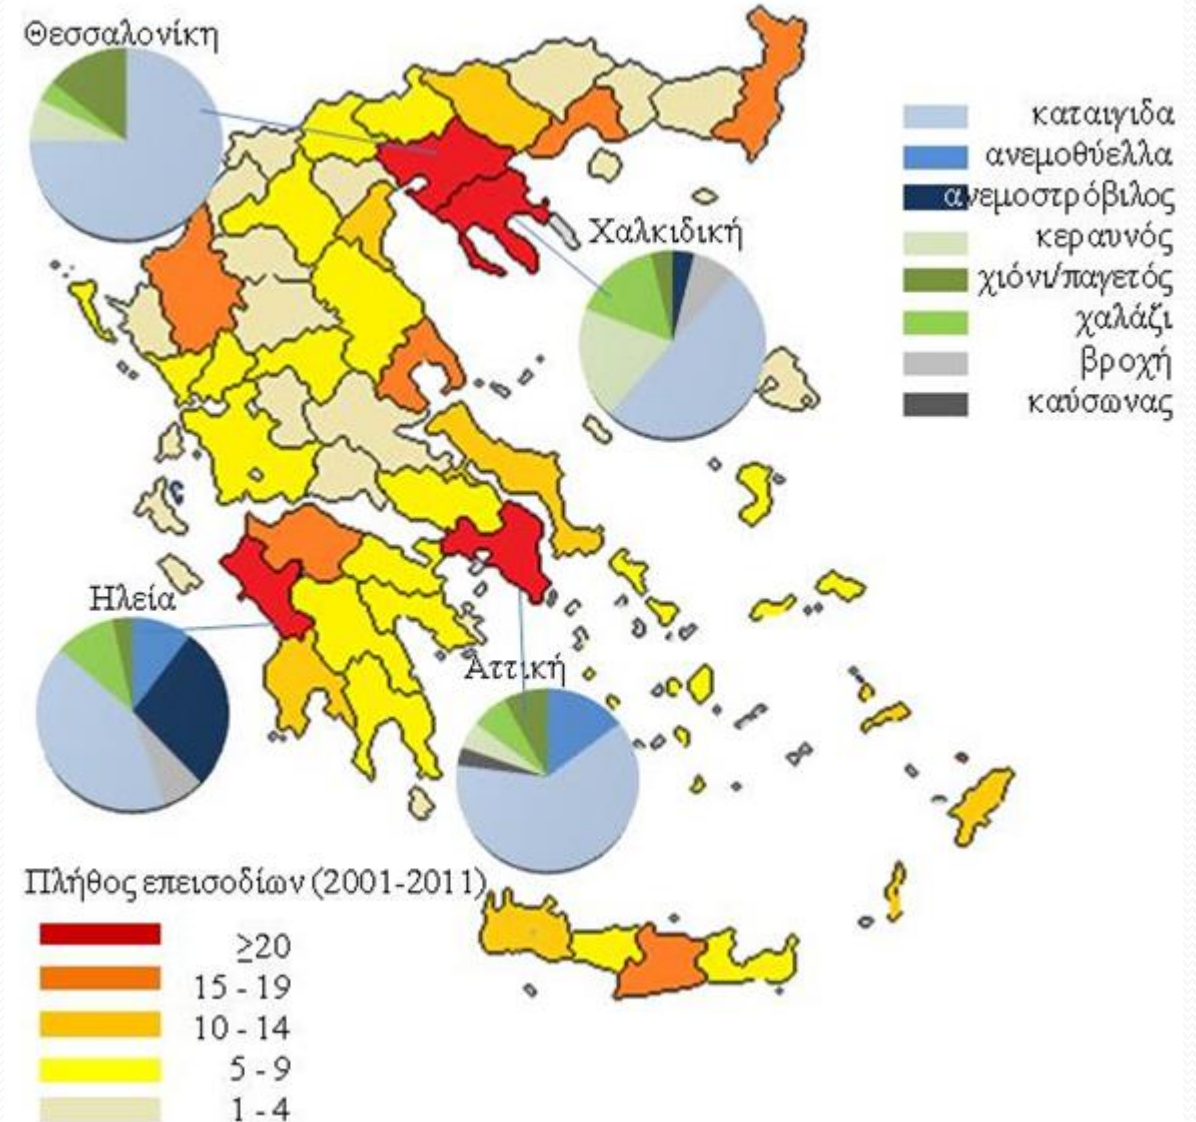 Θεσσαλονίκη
καταιγιδα
ανεμοθύελλα
ανεμοστρόβιλος
κεραυνός
χιόνι/παγετός
χαλάζι
βροχή
καύσωνας
Χαλκιδική
Ηλεία
Αττική
Πλήθος επεισοδίων (2001-2011)
≥20
15 - 19
10 - 14
5 - 9
1 - 4